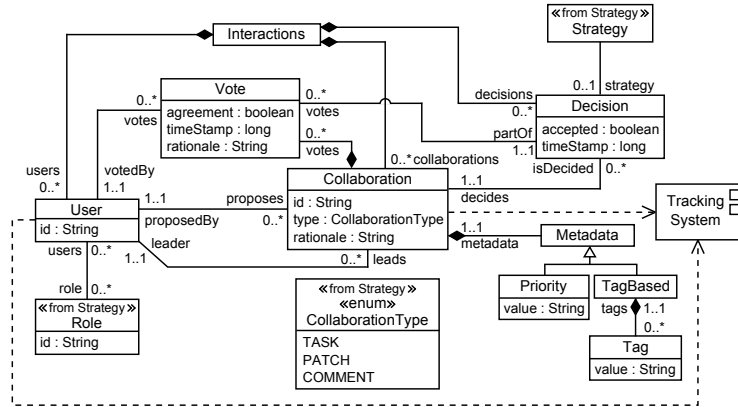 «from Strategy»
Strategy
Interactions
0..1 strategy
Vote
agreement : boolean
timeStamp : long
rationale : String
0..*
votes
0..*
votes
0..*
votes
decisions
0..*
Decision
accepted : boolean
timeStamp : long
partOf
1..1
isDecided 0..*
users
0..*
votedBy
1..1
0..* collaborations
Collaboration
id : String
type : CollaborationType
rationale : String
1..1
decides
User
id : String
1..1
proposedBy
proposes
0..*
leader
1..1
0..* leads
Tracking
System
1..1
metadata
Metadata
users 0..*
role 0..*
«from Strategy»
Role
id : String
«from Strategy»
«enum»
CollaborationType
TASK
PATCH
COMMENT
Priority
value : String
TagBased
tags 1..1
0..*
Tag
value : String